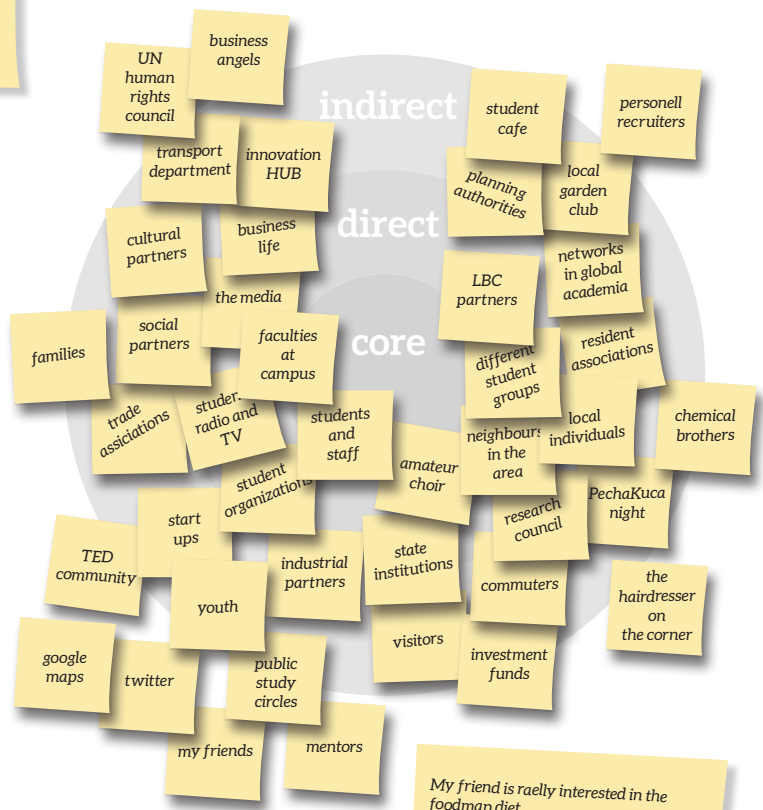 business
angels
UN
human
rights
council
indirect
student
cafe
personell
recruiters
transport
department
innovation
HUB
planning
authorities
local
garden
club
direct
cultural
partners
business
life
networks
in global
academia
LBC
partners
the media
families
social
partners
faculties
at
campus
core
different
student
groups
resident
associations
trade
assiciations
student
radio and
TV
students
and
staff
local
individuals
chemical
brothers
neighbours
in the
area
amateur
choir
student
organizations
PechaKuca
night
research
council
start
ups
TED
community
industrial
partners
state
institutions
commuters
youth
the
hairdresser
on
the corner
visitors
investment
funds
google
maps
twitter
public
study
circles
my friends
mentors
My friend is raelly interested in the
foodman diet